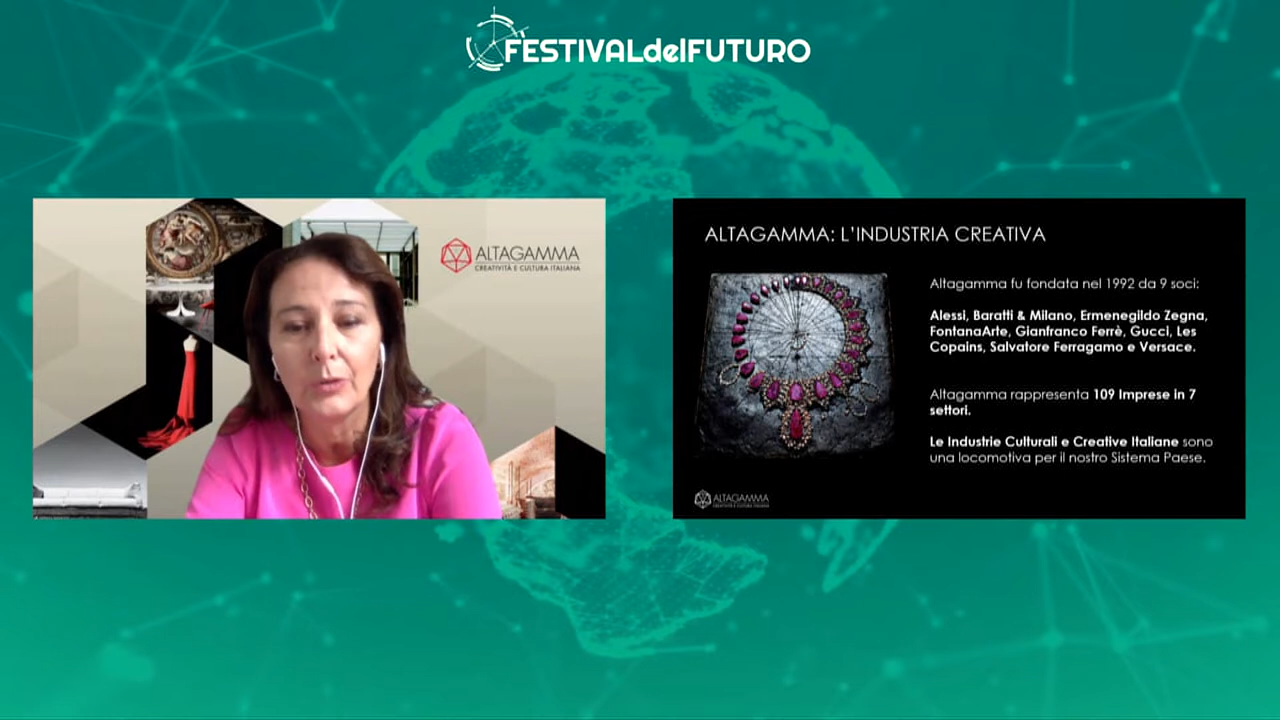 FESTIVALdelFUTURO
ALTAGAMMA
CREATIVITÀ E CULTURA ITALIANA
ALTAGAMMA: L'INDUSTRIA CREATIVA
Altagamma fu fondata nel 1992 da 9 soci:
Alessi, Baratti & Milano, Ermenegildo Zegna,
FontanaArte, Gianfranco Ferrè, Gucci, Les
Copains, Salvatore Ferragamo e Versace.
Altagamma rappresenta 109 Imprese in 7
settori.
Le Industrie Culturali e Creative Italiane sono
una locomotiva per il nostro Sistema Paese.
ALTAGAMMA
CREATIVITÀ E CULTURA ITALIANA